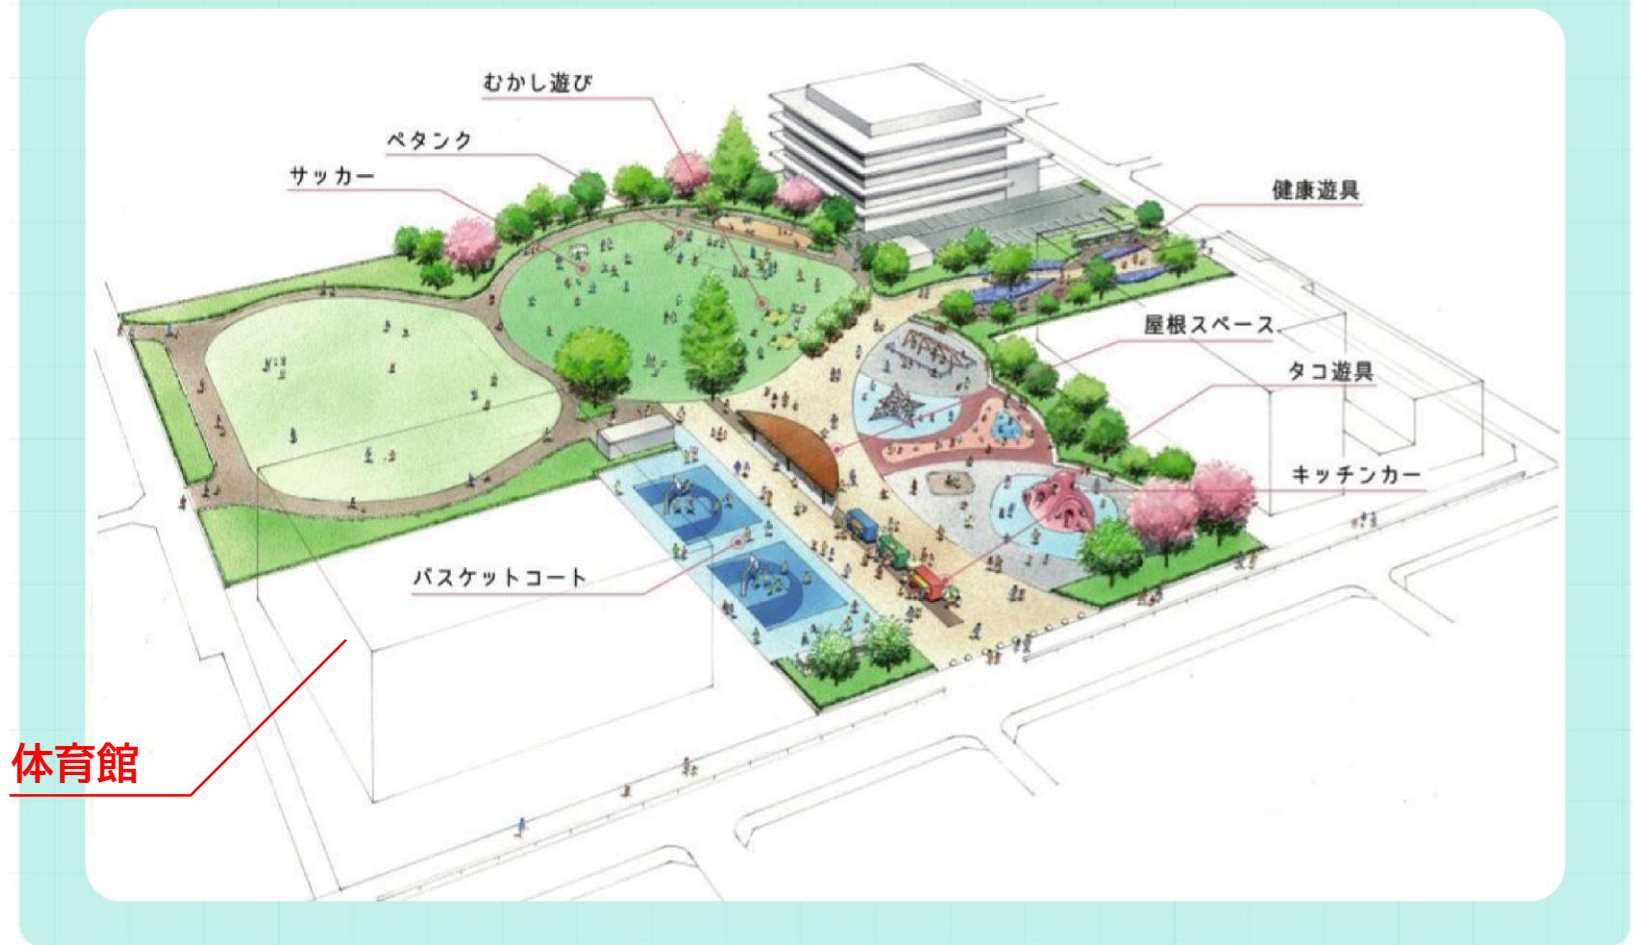 むかし遊び
ペタンク
サッカー
健康遊具
屋根スペース
タコ遊具
キッチンカー
バスケットコート
体育館